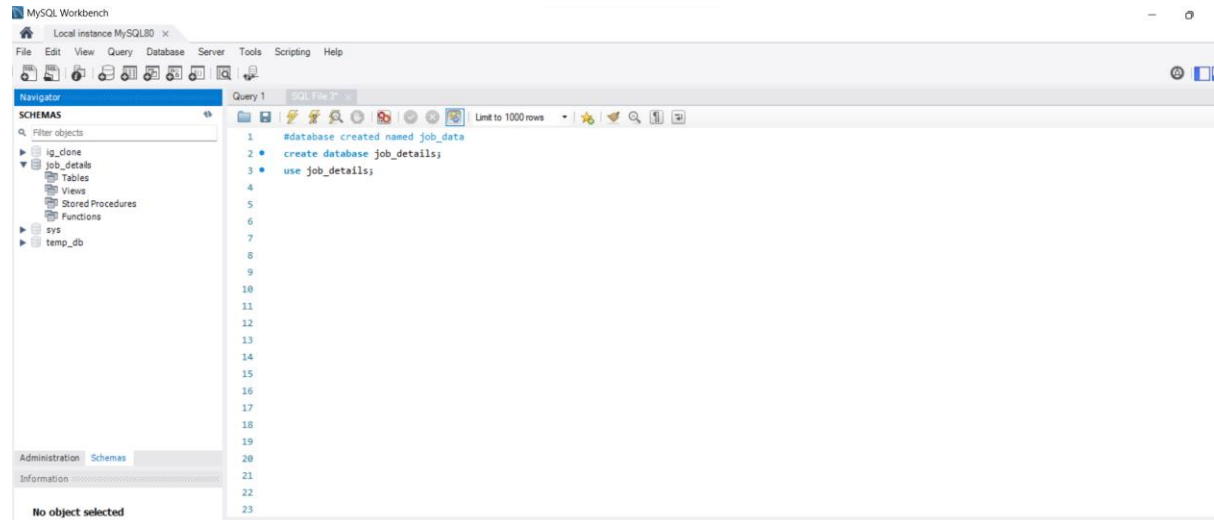 MySQL Workbench
Local instance MySQL80 ×
File Edit View Query Database Server Tools Scripting Help
Navigator
Query 1 SQL File 3* ×
SCHEMAS
Limit to 1000 rows
Filter objects
ig_clone
job_details
Tables
Views
Stored Procedures
Functions
sys
temp_db
1 #database created named job_data
2 create database job_details;
3 use job_details;
4
5
6
7
8
9
10
11
12
13
14
15
16
17
18
19
20
21
22
23
Administration Schemas
Information
No object selected